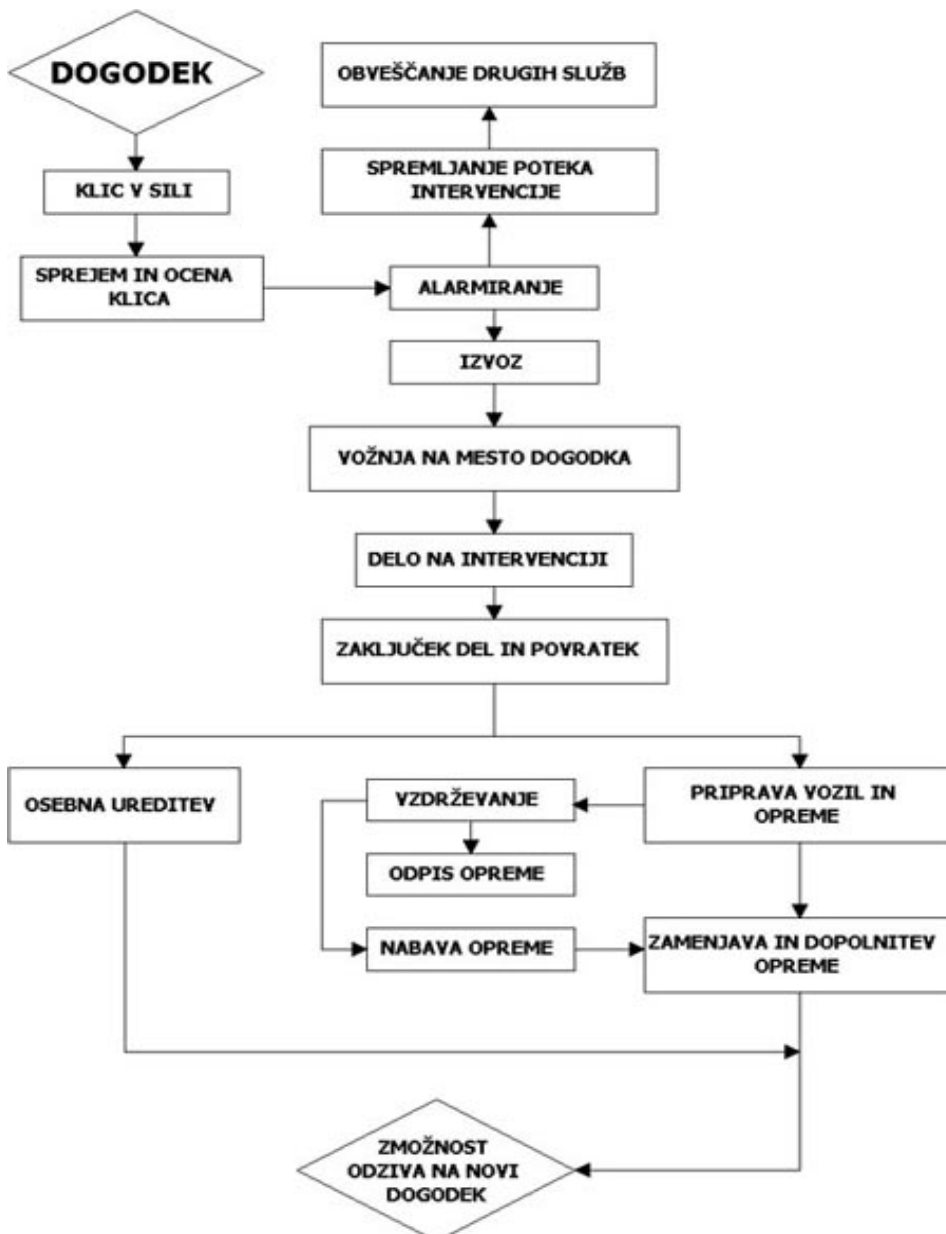 DOGODEK
OBVEŠČANJE DRUGIH SLUŽB
SPREMLJANJE POTEKA
INTERVENCIJE
KLIC V SILI
SPREJEM IN OCENA
KLICA
ALARMIRANJE
IZVOZ
VOŽNJA NA MESTO DOGODKA
DELO NA INTERVENCIJI
ZAKLJUČEK DEL IN POVRATEK
OSEBNA UREDITEV
VZDRŽEVANJE
PRIPRAVA VOZIL IN
OPREME
ODPIS OPREME
NABAVA OPREME
ZAMENJAVA IN DOPOLNITEV
OPREME
ZMOŽNOST
ODZIVA NA NOVI
DOGODEK